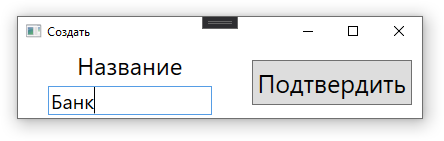 Создать
Название
Банк
Подтвердить